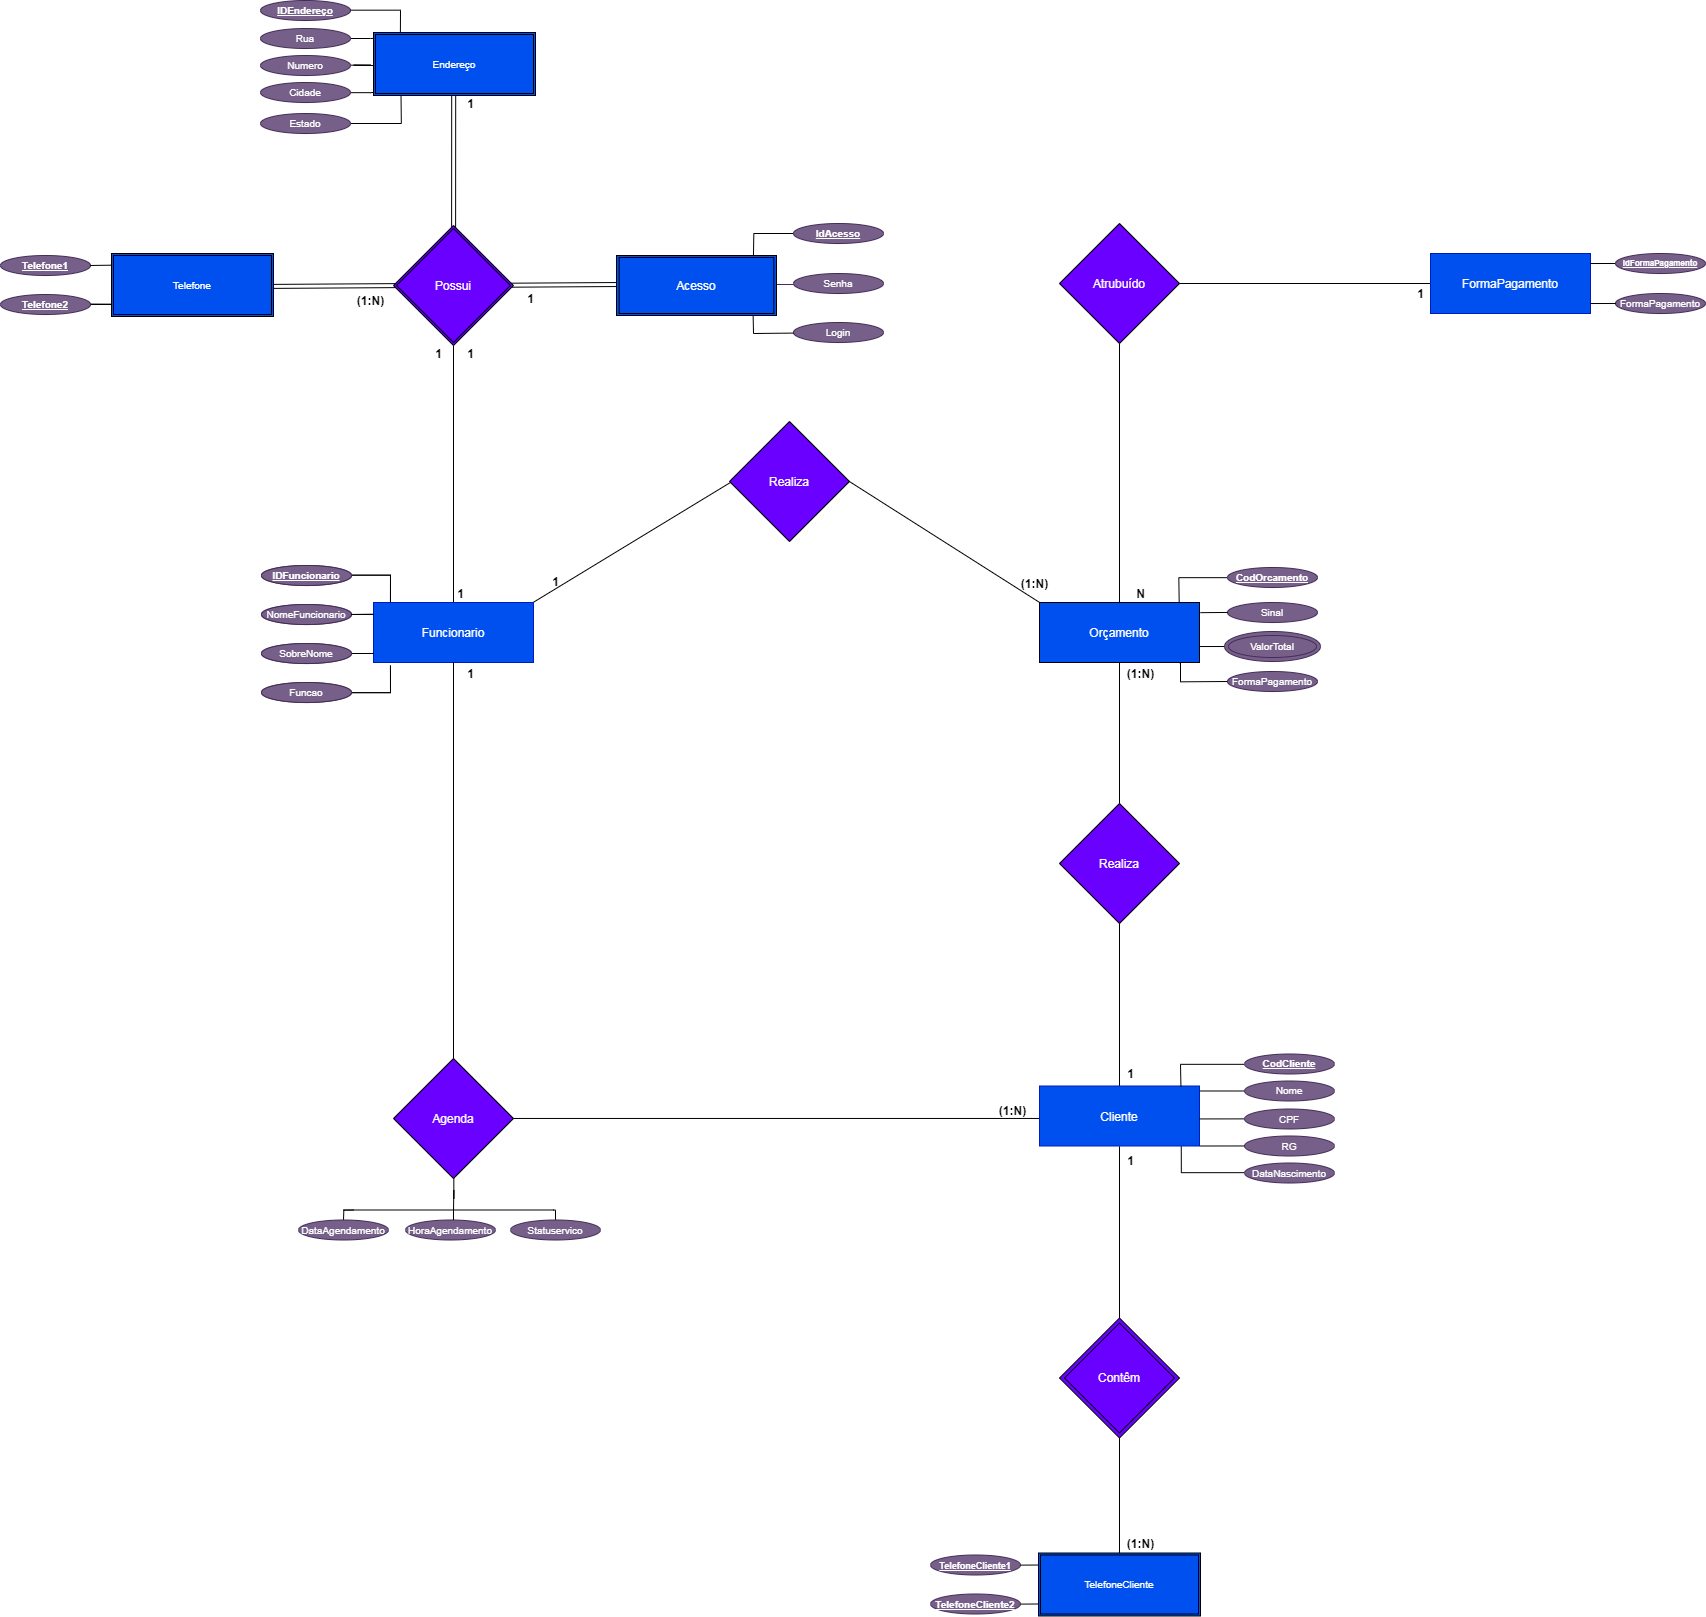 IDEndereço
Rua
Numero
Cidade
Estado
Endereço
1
Telefone1
Telefone2
Telefone
(1:N)
Possui
1
Acesso
IdAcesso
Senha
Login
1 1
Atrubuído
1
FormaPagamento
IdFormaPagamento
FormaPagamento
Realiza
1
(1:N)
IDFuncionario
NomeFuncionario
SobreNome
Funcao
1
Funcionario
1
N
Orçamento
(1:N)
CodOrcamento
Sinal
ValorTotal
FormaPagamento
Realiza
1
Agenda
(1:N)
DataAgendamento
HoraAgendamento
Statuservico
Cliente
1
CodCliente
Nome
CPF
RG
DataNascimento
Contêm
(1:N)
TelefoneCliente1
TelefoneCliente2
TelefoneCliente